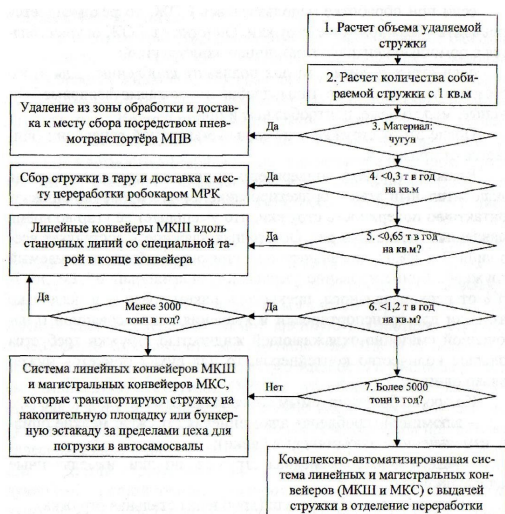 1. Расчет объема удаляемой
стружки
2. Расчет количества соби-
раемой стружки с 1 кв.м
Удаление из зоны обработки и достав-
ка к месту сбора посредством пнев-
мотранспортёра МПВ
Да
3. Материал:
чугун
Сбор стружки в тару и доставка к мес-
ту переработки робокаром МРК
Да
4. <0,3 т в год
на кв.м
Линейные конвейеры МКШ вдоль
станочных линий со специальной та-
рой в конце конвейера
Да
5. <0,65 т в год
на кв.м?
Да
Менее 3000
тонн в год?
Да
6. <1,2 т в год
на кв.м?
Система линейных конвейеров МКШ
и магистральных конвейеров МКС,
которые транспортируют стружку на
накопительную площадку или бункер-
ную эстакаду за пределами цеха для
погрузки в автосамосвалы
Нет
7. Более 5000
тонн в год?
Комплексно-автоматизированная сис-
тема линейных и магистральных кон-
вейеров (МКШ и МКС) с выдачей
стружки в отделение переработки